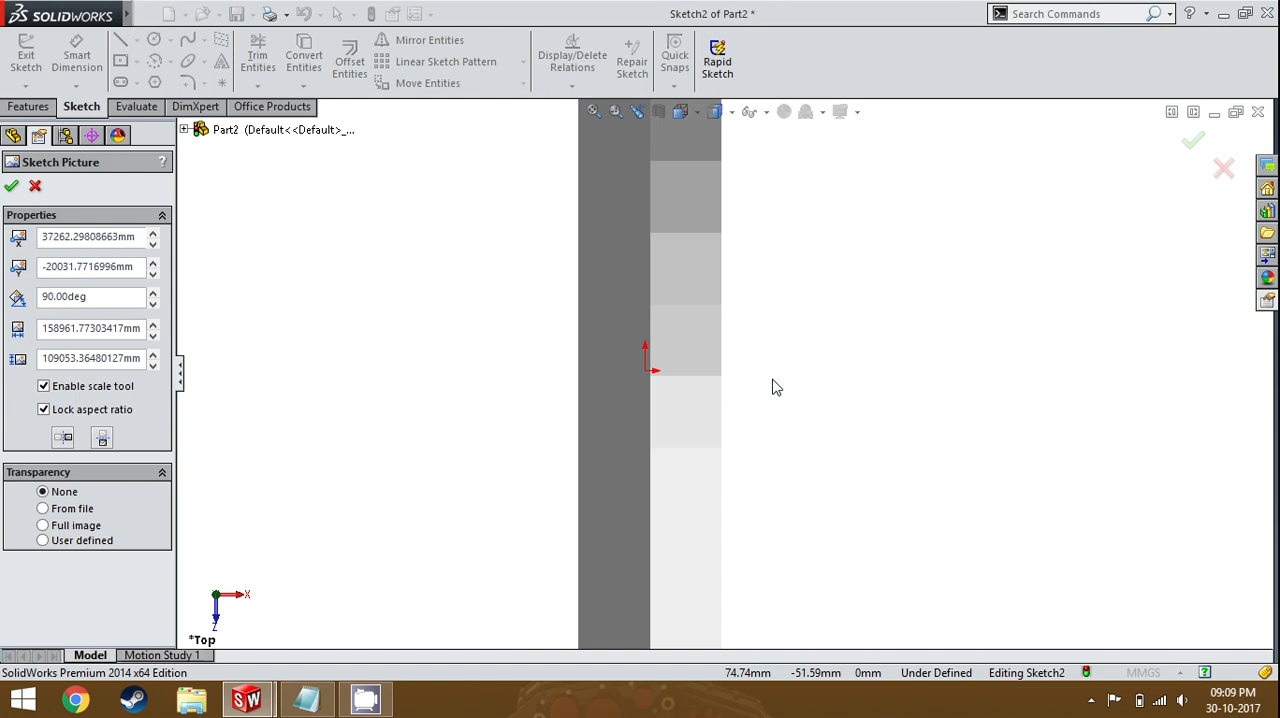 SOLIDWORKS
Sketch2 of Part2 *
Search Commands
Exit Sketch
Smart Dimension
Trim Entities
Convert Entities
Offset Entities
Mirror Entities
Linear Sketch Pattern
Move Entities
Display/Delete Relations
Repair Sketch
Quick Snaps
Rapid Sketch
Features
Sketch
Evaluate
DimXpert
Office Products
Part2 (Default<<Default>_...
Sketch Picture
?
Properties
37262.29808663mm
-20031.7716996mm
90.00deg
158961.77303417mm
109053.36480127mm
Enable scale tool
Lock aspect ratio
Transparency
None
From file
Full image
User defined
X
Z
*Top
Model
Motion Study 1
SolidWorks Premium 2014 x64 Edition
74.74mm
-51.59mm
0mm
Under Defined
Editing Sketch2
MMGS
?
09:09 PM
30-10-2017